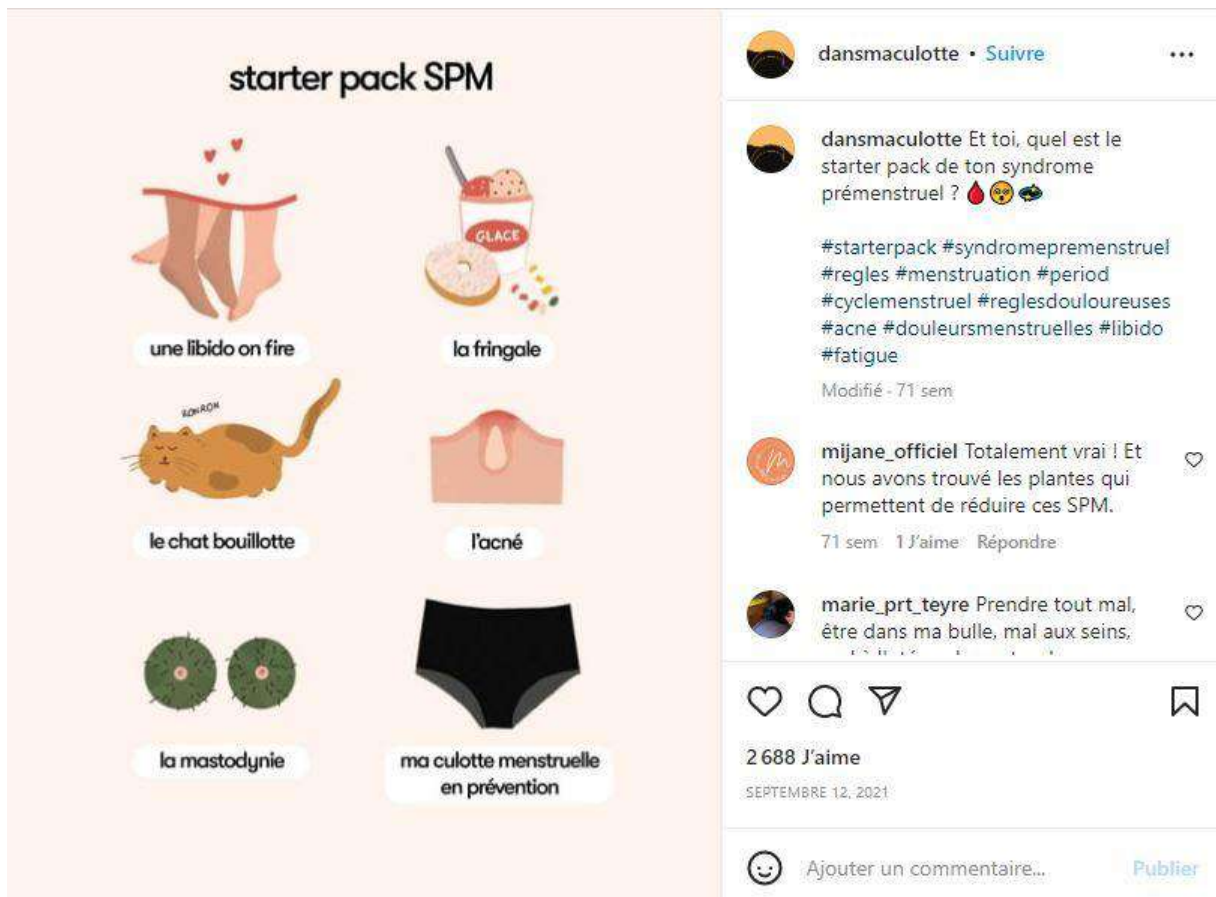 starter pack SPM
GLACE
une libido on fire
la fringale
RONRON
le chat bouillotte
l'acné
la mastodynie
ma culotte menstruelle
en prévention
dansmaculotte • Suivre
dansmaculotte Et toi, quel est le
starter pack de ton syndrome
prémenstruel ?
#starterpack #syndromepremenstruel
#regles #menstruation #period
#cyclemenstruel #reglesdouloureuses
#acne #douleursmenstruelles #libido
#fatigue
Modifié · 71 sem
mijane_officiel Totalement vrai ! Et
nous avons trouvé les plantes qui
permettent de réduire ces SPM.
71 sem 1 J'aime Répondre
marie_prt_teyre Prendre tout mal,
être dans ma bulle, mal aux seins,
2 688 J'aime
SEPTEMBRE 12, 2021
Ajouter un commentaire... Publier